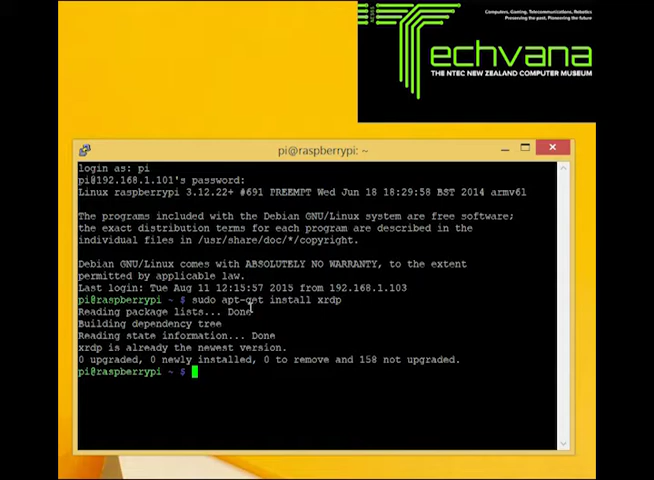 Computers, Gaming, Telecommunications, Robotics
Preserving the past, Pioneering the future
Techvana
THE NTEC NEW ZEALAND COMPUTER MUSEUM
pi@raspberrypi: ~
login as: pi
pi@192.168.1.101's password:
Linux raspberrypi 3.12.22+ #691 PREEMPT Wed Jun 18 18:29:58 BST 2014 armv6l
The programs included with the Debian GNU/Linux system are free software;
the exact distribution terms for each program are described in the
individual files in /usr/share/doc/*/copyright.
Debian GNU/Linux comes with ABSOLUTELY NO WARRANTY, to the extent
permitted by applicable law.
Last login: Tue Aug 11 12:15:57 2015 from 192.168.1.103
pi@raspberrypi ~ $ sudo apt-get install xrdp
Reading package lists... Done
Building dependency tree
Reading state information... Done
xrdp is already the newest version.
0 upgraded, 0 newly installed, 0 to remove and 158 not upgraded.
pi@raspberrypi ~ $